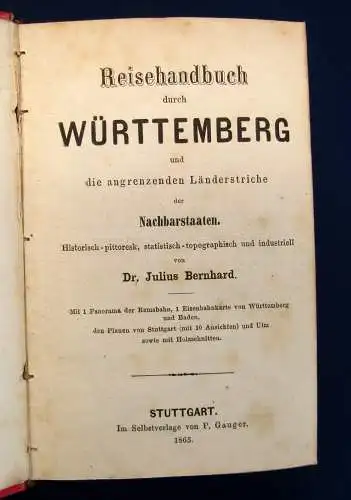 Reisehandbuch
durch
WÜRTTEMBERG
und
die angrenzenden Länderstriche
der
Nachbarstaaten.
Historisch-pittoresk, statistisch-topographisch und industriell
von
Dr. Julius Bernhard.
Mit 1 Panorama der Remsbahn, 1 Eisenbahnkarte von Württemberg
und Baden,
den Planen von Stuttgart (mit 10 Ansichten) und Ulm
sowie mit Holzschnitten.
STUTTGART.
Im Selbstverlage von P. Gauger.
1863.